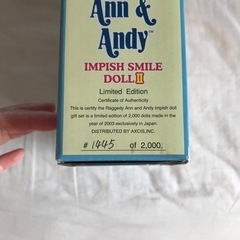 Ann &
Andy™
IMPISH SMILE
DOLL II
Limited Edition
Certificate of Authenticity
This is certify the Raggedy Ann and Andy impish doll
gift set is a limited edition of 2,000 dolls made in the
year of 2003 exclusively in Japan.
DISTRIBUTED BY AXCIS,INC.
# 1445 of 2,000.